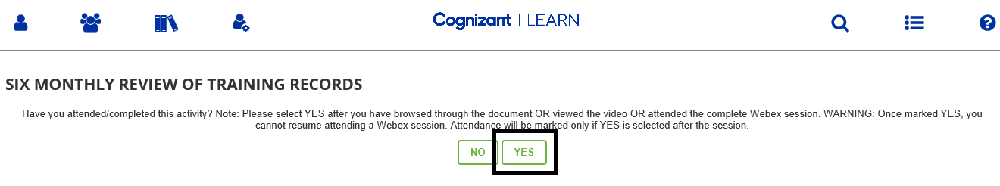 Cognizant | LEARN
SIX MONTHLY REVIEW OF TRAINING RECORDS
Have you attended/completed this activity? Note: Please select YES after you have browsed through the document OR viewed the video OR attended the complete Webex session. WARNING: Once marked YES, you
cannot resume attending a Webex session. Attendance will be marked only if YES is selected after the session.
NO YES